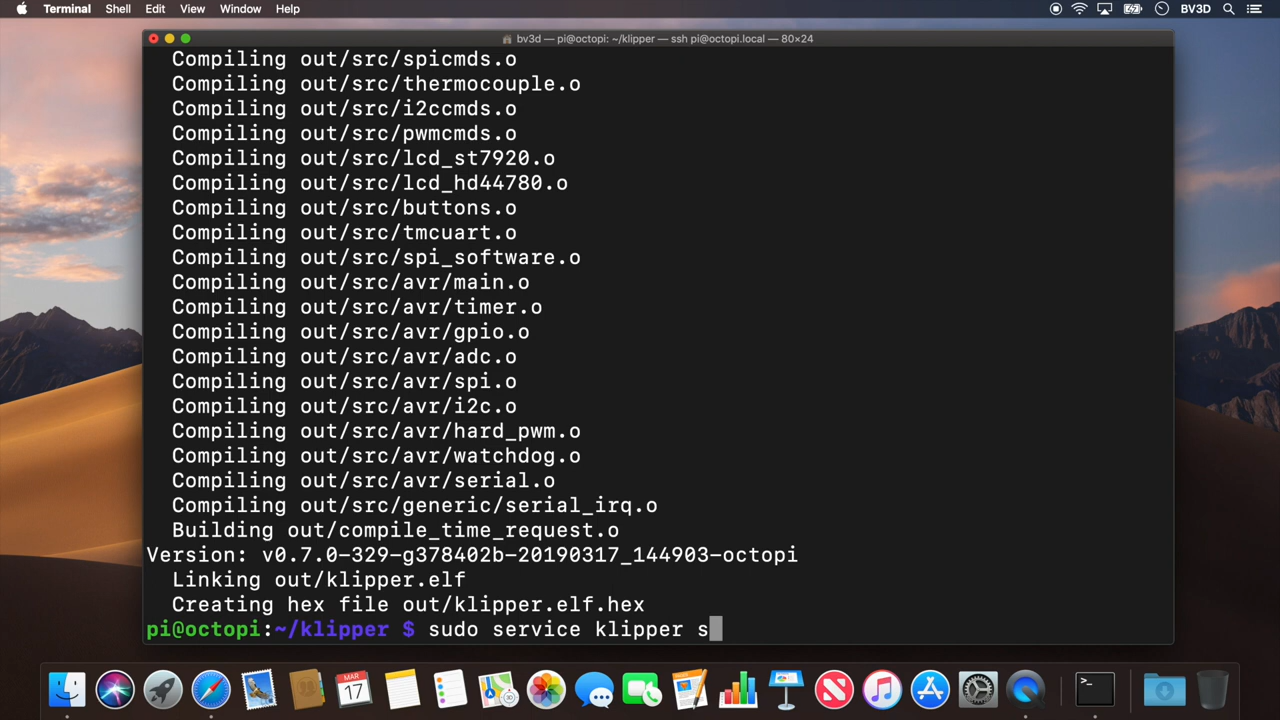 Terminal Shell Edit View Window Help BV3D
bv3d — pi@octopi: ~/klipper — ssh pi@octopi.local — 80×24
Compiling out/src/spicmds.o
Compiling out/src/thermocouple.o
Compiling out/src/i2ccmds.o
Compiling out/src/pwmcmds.o
Compiling out/src/lcd_st7920.o
Compiling out/src/lcd_hd44780.o
Compiling out/src/buttons.o
Compiling out/src/tmcuart.o
Compiling out/src/spi_software.o
Compiling out/src/avr/main.o
Compiling out/src/avr/timer.o
Compiling out/src/avr/gpio.o
Compiling out/src/avr/adc.o
Compiling out/src/avr/spi.o
Compiling out/src/avr/i2c.o
Compiling out/src/avr/hard_pwm.o
Compiling out/src/avr/watchdog.o
Compiling out/src/avr/serial.o
Compiling out/src/generic/serial_irq.o
Building out/compile_time_request.o
Version: v0.7.0-329-g378402b-20190317_144903-octopi
Linking out/klipper.elf
Creating hex file out/klipper.elf.hex
pi@octopi:~/klipper $ sudo service klipper s
MAR
17
>_